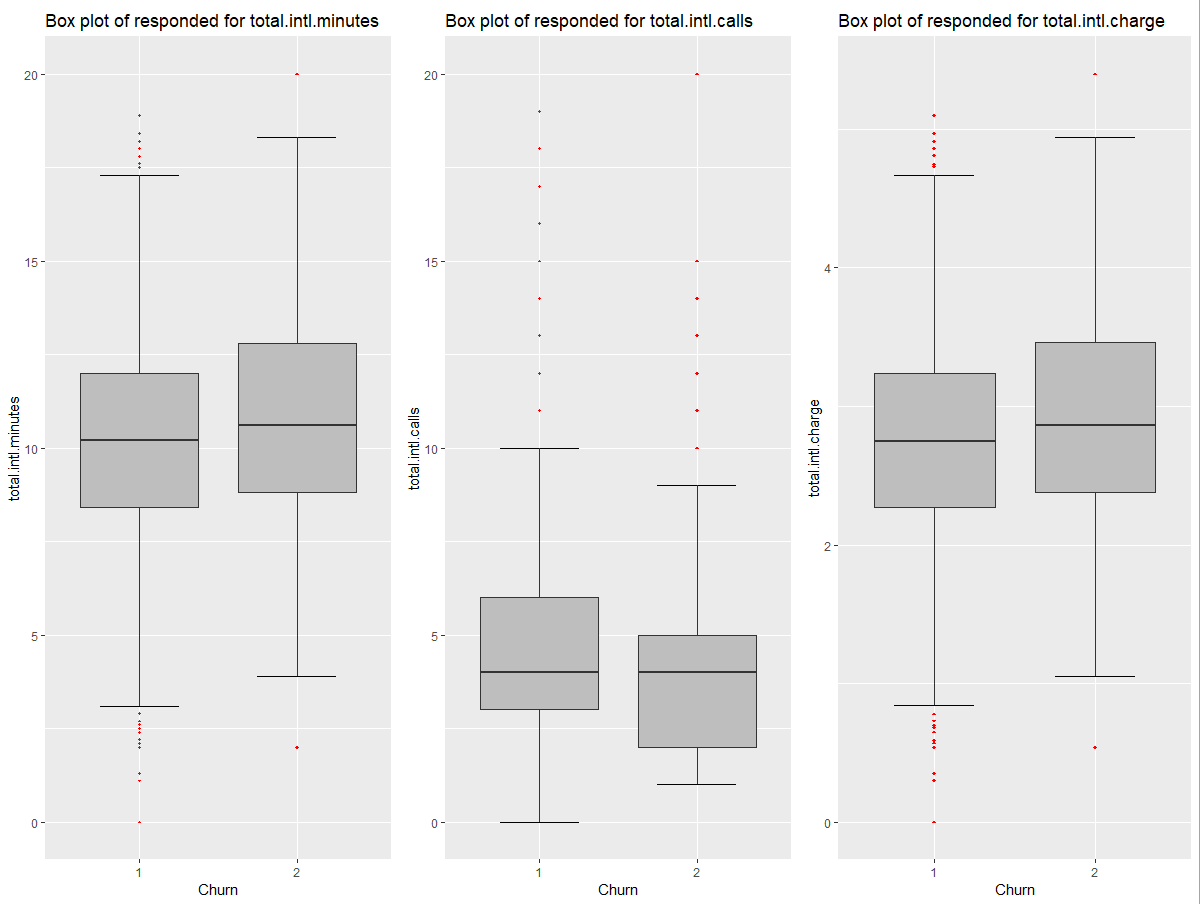 Box plot of responded for total.intl.minutes
total.intl.minutes
20
15
10
5
0
1 2
Churn
Box plot of responded for total.intl.calls
total.intl.calls
20
15
10
5
0
1 2
Churn
Box plot of responded for total.intl.charge
total.intl.charge
4
2
0
1 2
Churn